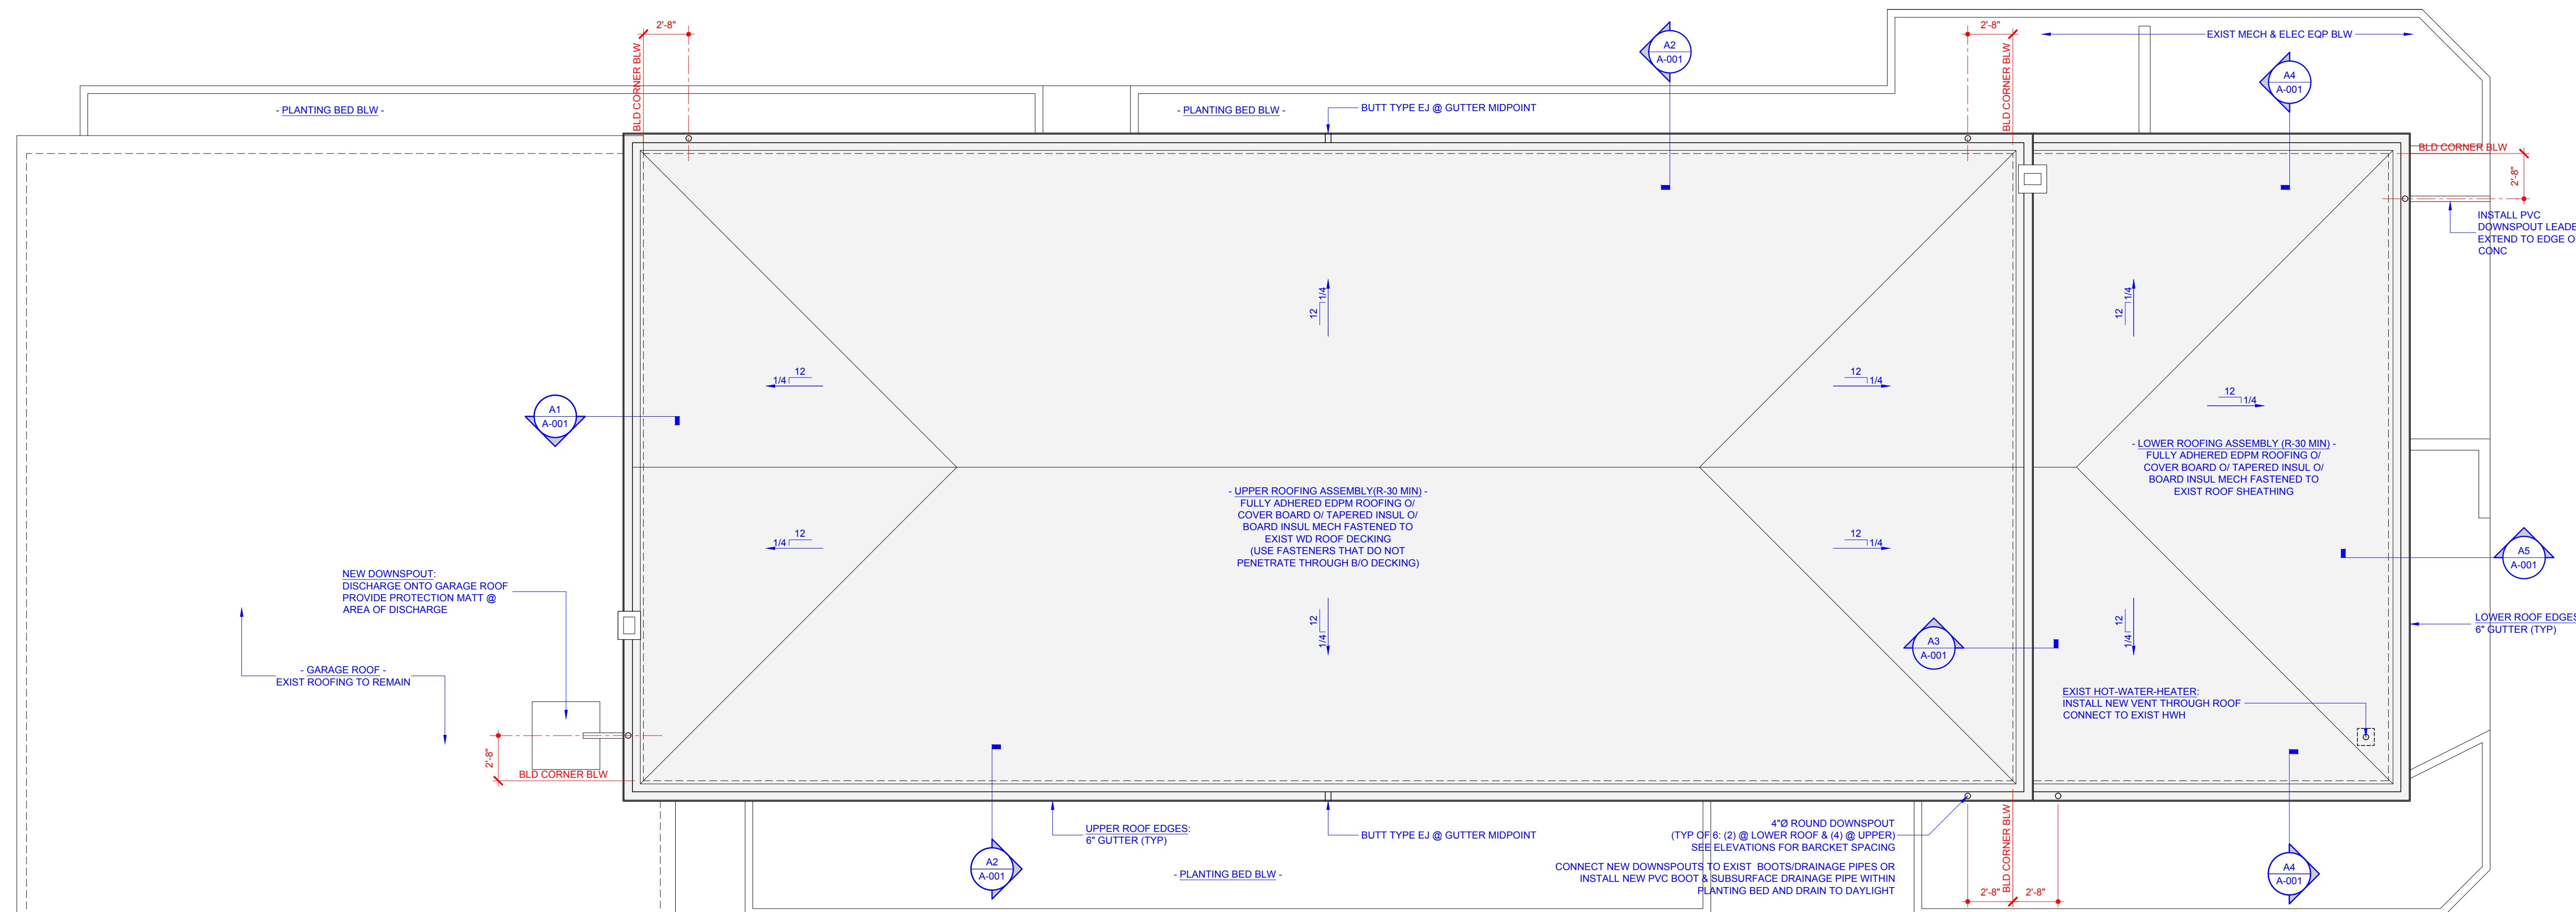 2'-8"
BLD CORNER BLW
- PLANTING BED BLW -
- PLANTING BED BLW -
BUTT TYPE EJ @ GUTTER MIDPOINT
A2
A-001
2'-8"
BLD CORNER BLW
EXIST MECH & ELEC EQP BLW
A4
A-001
BLD CORNER BLW
2'-8"
INSTALL PVC
DOWNSPOUT LEADE
EXTEND TO EDGE O
CONC
12
1/4
12
1/4
12
1/4
12
1/4
12
1/4
A1
A-001
- UPPER ROOFING ASSEMBLY(R-30 MIN) -
FULLY ADHERED EDPM ROOFING O/
COVER BOARD O/ TAPERED INSUL O/
BOARD INSUL MECH FASTENED TO
EXIST WD ROOF DECKING
(USE FASTENERS THAT DO NOT
PENETRATE THROUGH B/O DECKING)
- LOWER ROOFING ASSEMBLY (R-30 MIN) -
FULLY ADHERED EDPM ROOFING O/
COVER BOARD O/ TAPERED INSUL O/
BOARD INSUL MECH FASTENED TO
EXIST ROOF SHEATHING
12
1/4
12
1/4
A5
A-001
NEW DOWNSPOUT:
DISCHARGE ONTO GARAGE ROOF
PROVIDE PROTECTION MATT @
AREA OF DISCHARGE
12
1/4
12
1/4
A3
A-001
LOWER ROOF EDGES
6" GUTTER (TYP)
- GARAGE ROOF -
EXIST ROOFING TO REMAIN
EXIST HOT-WATER-HEATER:
INSTALL NEW VENT THROUGH ROOF
CONNECT TO EXIST HWH
2'-8"
BLD CORNER BLW
UPPER ROOF EDGES:
6" GUTTER (TYP)
BUTT TYPE EJ @ GUTTER MIDPOINT
A2
A-001
- PLANTING BED BLW -
4"Ø ROUND DOWNSPOUT
(TYP OF 6: (2) @ LOWER ROOF & (4) @ UPPER)
SEE ELEVATIONS FOR BARCKET SPACING
CONNECT NEW DOWNSPOUTS TO EXIST BOOTS/DRAINAGE PIPES OR
INSTALL NEW PVC BOOT & SUBSURFACE DRAINAGE PIPE WITHIN
PLANTING BED AND DRAIN TO DAYLIGHT
BLD CORNER BLW
2'-8"
2'-8"
A4
A-001